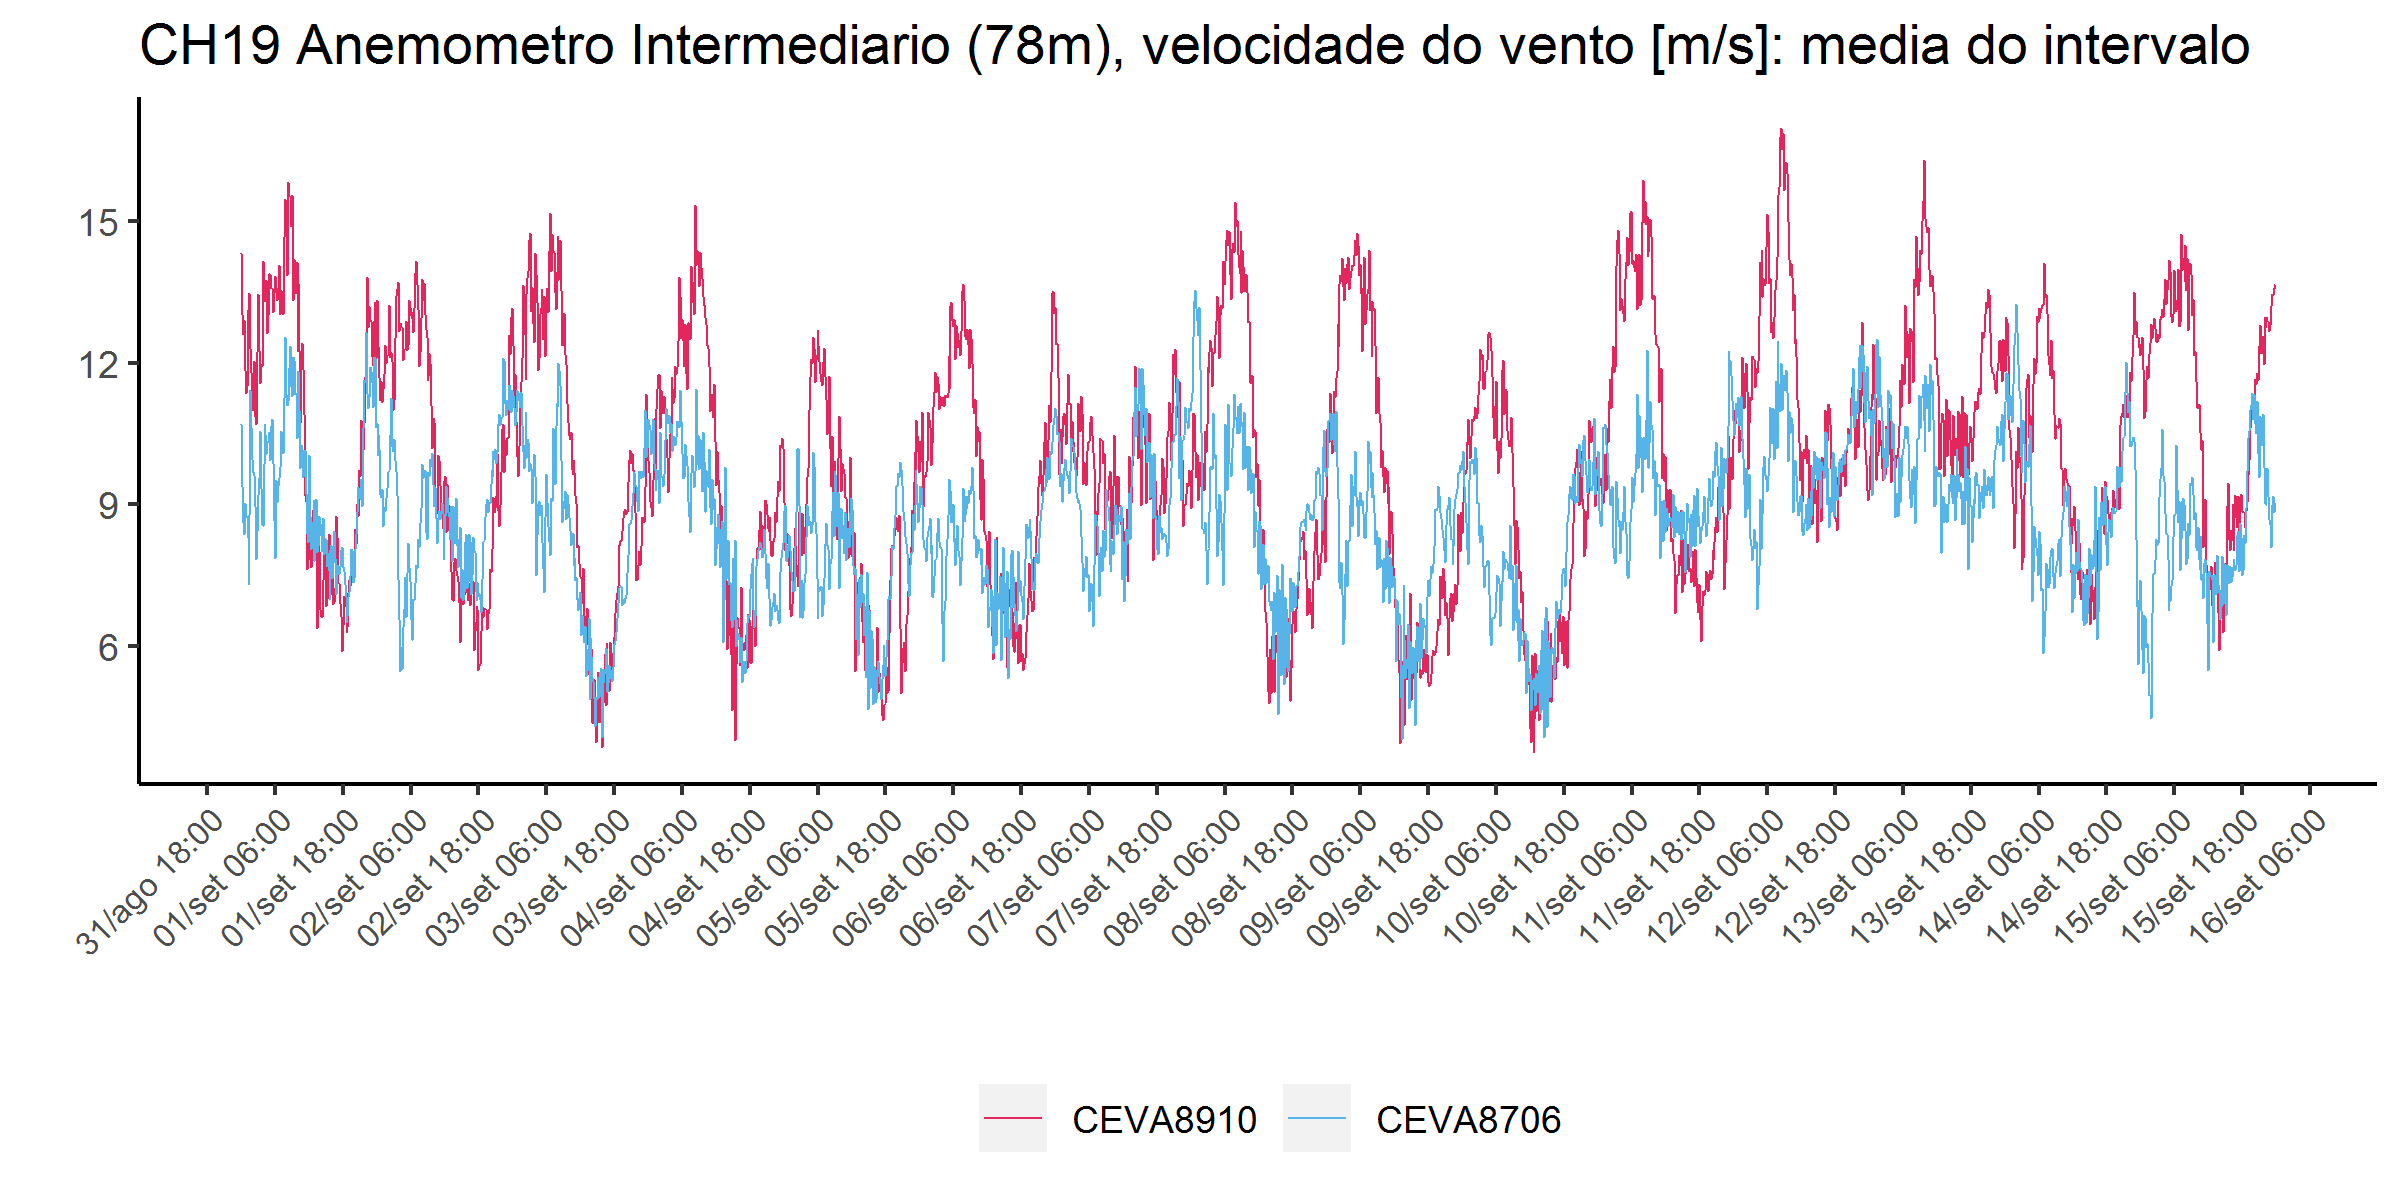 CH19 Anemometro Intermediario (78m), velocidade do vento [m/s]: media do intervalo
15
12
9
6
31/ago 18:00
01/set 06:00
01/set 18:00
02/set 06:00
02/set 18:00
03/set 06:00
03/set 18:00
04/set 06:00
04/set 18:00
05/set 06:00
05/set 18:00
06/set 06:00
06/set 18:00
07/set 06:00
07/set 18:00
08/set 06:00
08/set 18:00
09/set 06:00
09/set 18:00
10/set 06:00
10/set 18:00
11/set 06:00
11/set 18:00
12/set 06:00
12/set 18:00
13/set 06:00
13/set 18:00
14/set 06:00
14/set 18:00
15/set 06:00
15/set 18:00
16/set 06:00
CEVA8910
CEVA8706